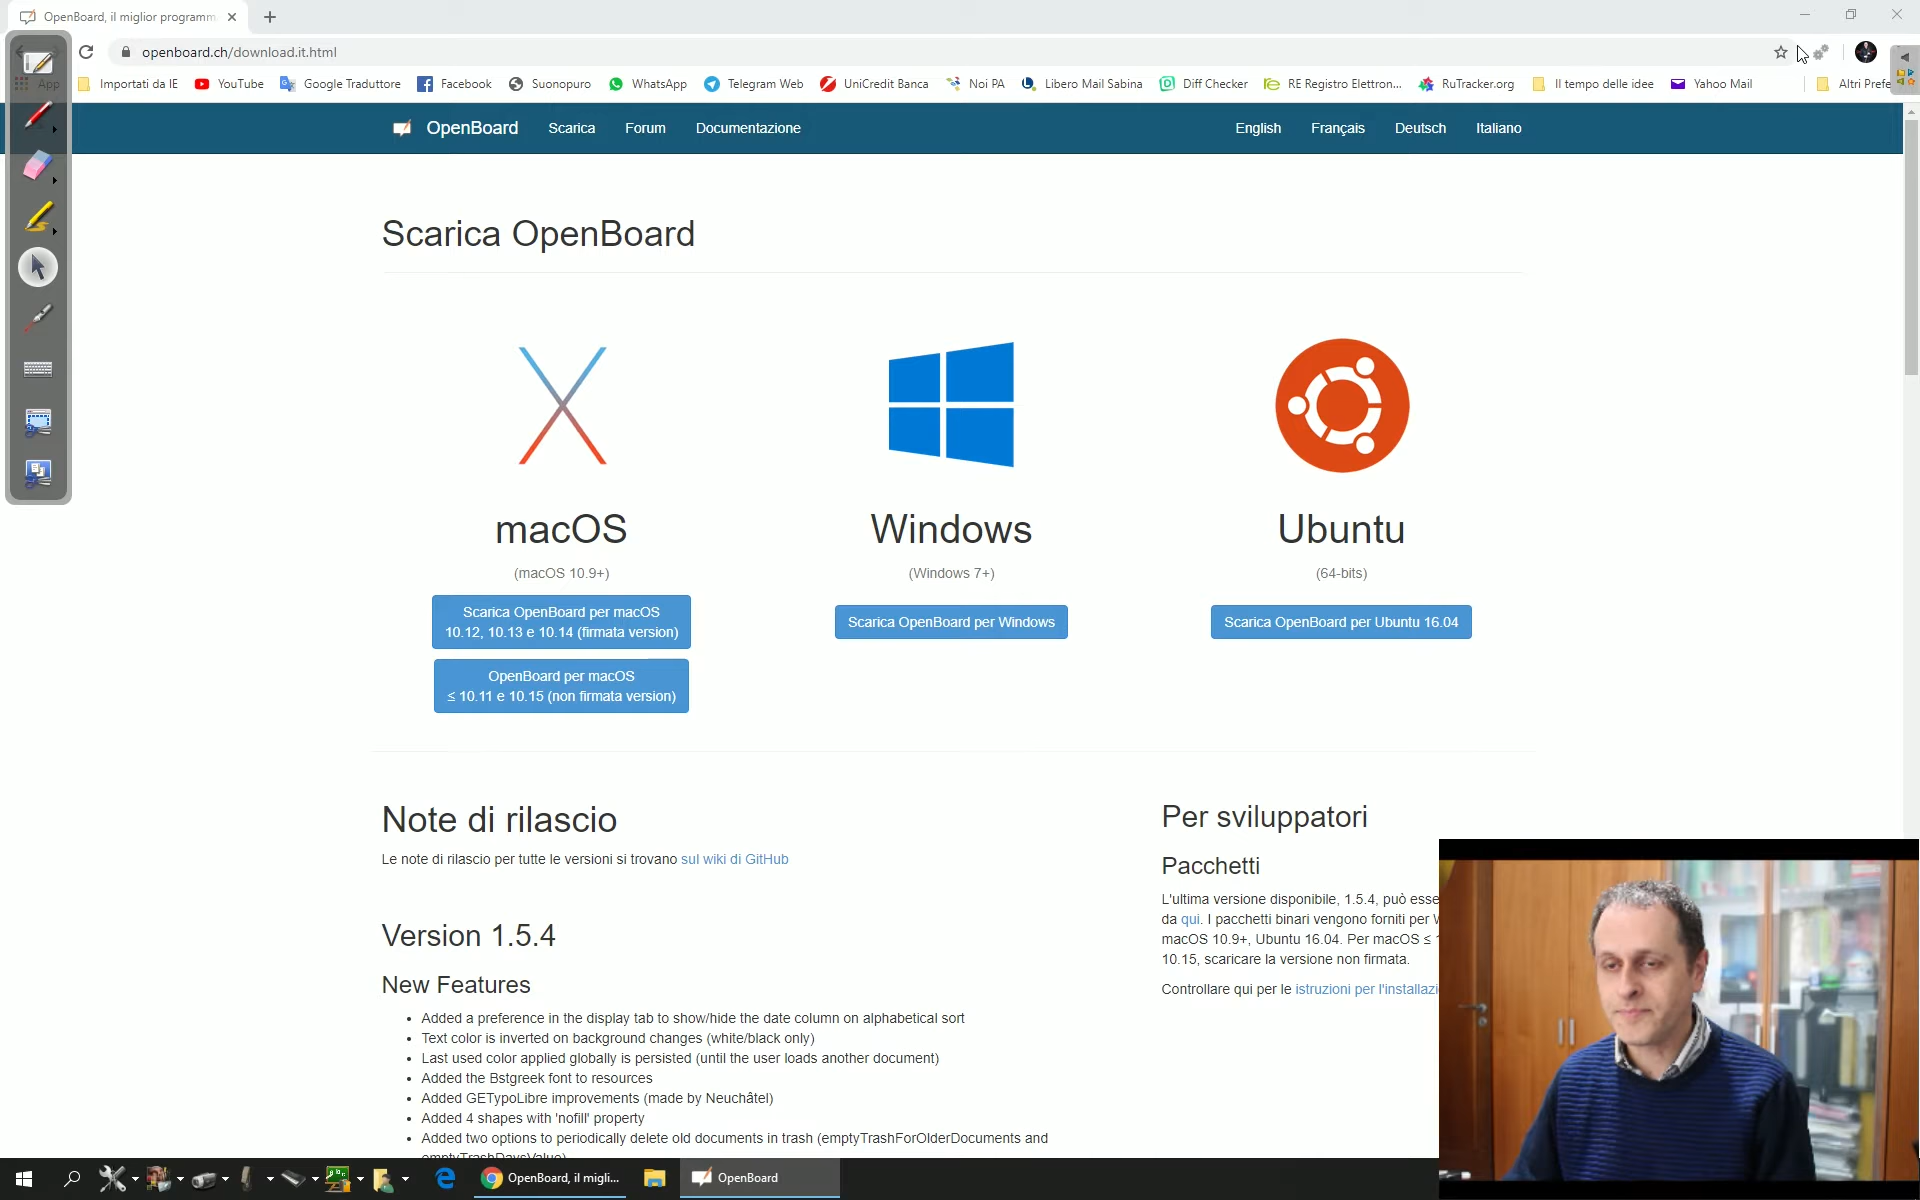 OpenBoard, il miglior programm
openboard.ch/download.it.html
App
Importati da IE
YouTube
Google Traduttore
Facebook
Suonopuro
WhatsApp
Telegram Web
UniCredit Banca
Noi PA
Libero Mail Sabina
Diff Checker
RE Registro Elettron...
RuTracker.org
Il tempo delle idee
Yahoo Mail
Altri Prefe
OpenBoard
Scarica
Forum
Documentazione
English
Français
Deutsch
Italiano
Scarica OpenBoard
macOS
(macOS 10.9+)
Scarica OpenBoard per macOS
10.12, 10.13 e 10.14 (firmata version)
OpenBoard per macOS
≤ 10.11 e 10.15 (non firmata version)
Windows
(Windows 7+)
Scarica OpenBoard per Windows
Ubuntu
(64-bits)
Scarica OpenBoard per Ubuntu 16.04
Note di rilascio
Le note di rilascio per tutte le versioni si trovano sul wiki di GitHub
Version 1.5.4
New Features
• Added a preference in the display tab to show/hide the date column on alphabetical sort
• Text color is inverted on background changes (white/black only)
• Last used color applied globally is persisted (until the user loads another document)
• Added the Bstgreek font to resources
• Added GETypoLibre improvements (made by Neuchâtel)
• Added 4 shapes with 'nofill' property
• Added two options to periodically delete old documents in trash (emptyTrashForOlderDocuments and
emptyTrashDaysValue)
Per sviluppatori
Pacchetti
L'ultima versione disponibile, 1.5.4, può esse
da qui. I pacchetti binari vengono forniti per W
macOS 10.9+, Ubuntu 16.04. Per macOS ≤ 1
10.15, scaricare la versione non firmata.
Controllare qui per le istruzioni per l'installazi
OpenBoard, il migli...
OpenBoard